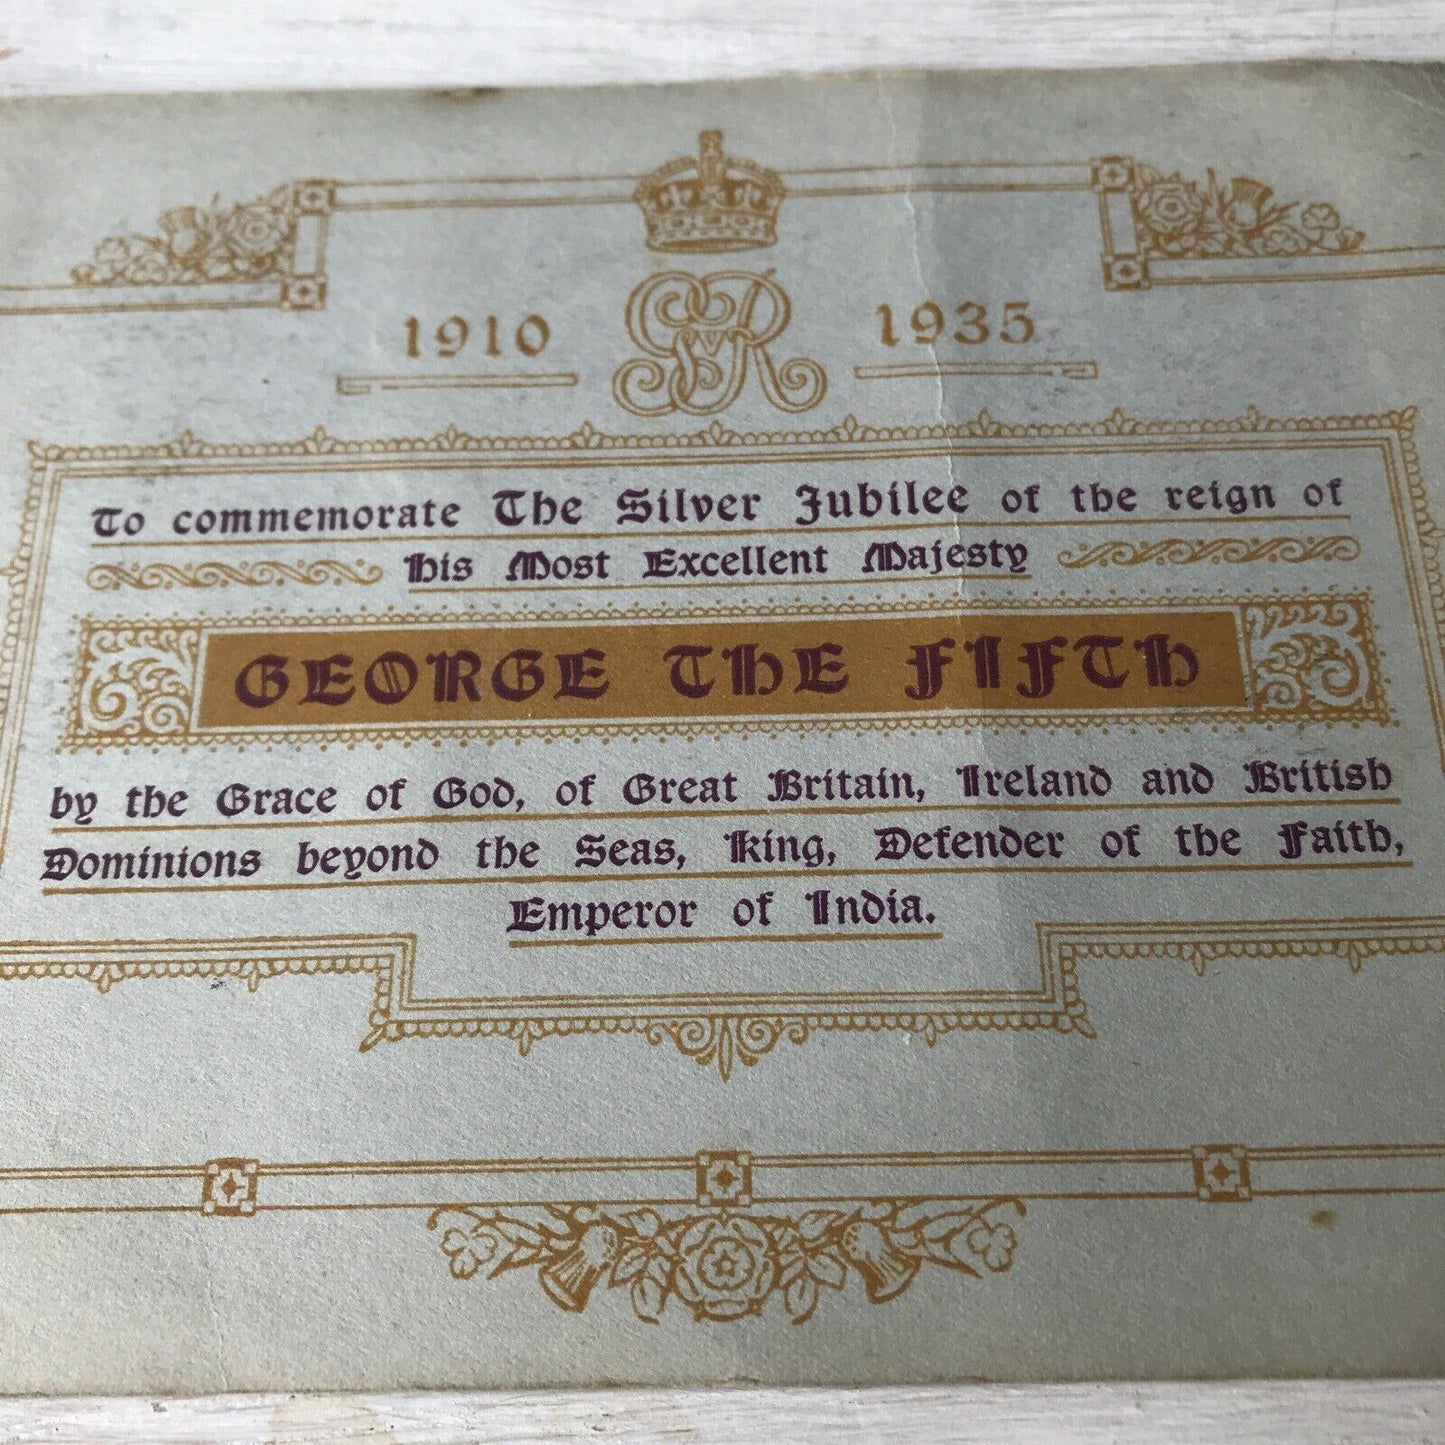 1910 GVR 1935
To commemorate The Silver Jubilee of the reign of
His Most Excellent Majesty
GEORGE THE FIFTH
by the Grace of God, of Great Britain, Ireland and British
Dominions beyond the Seas, King, Defender of the Faith,
Emperor of India.